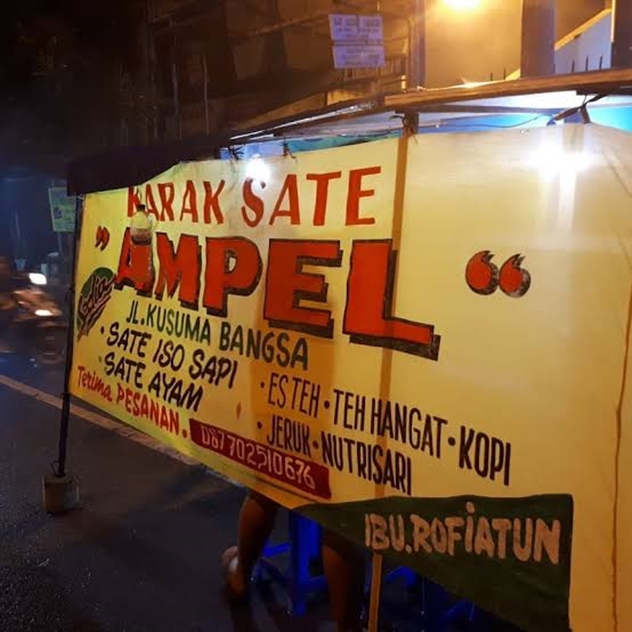 KARAK SATE
"AMPEL"
JL.KUSUMA BANGSA
• SATE ISO SAPI
• SATE AYAM
Terima PESANAN.
087702510676
• ES TEH • TEH HANGAT • KOPI
• JERUK • NUTRISARI
IBU.ROFIATUN